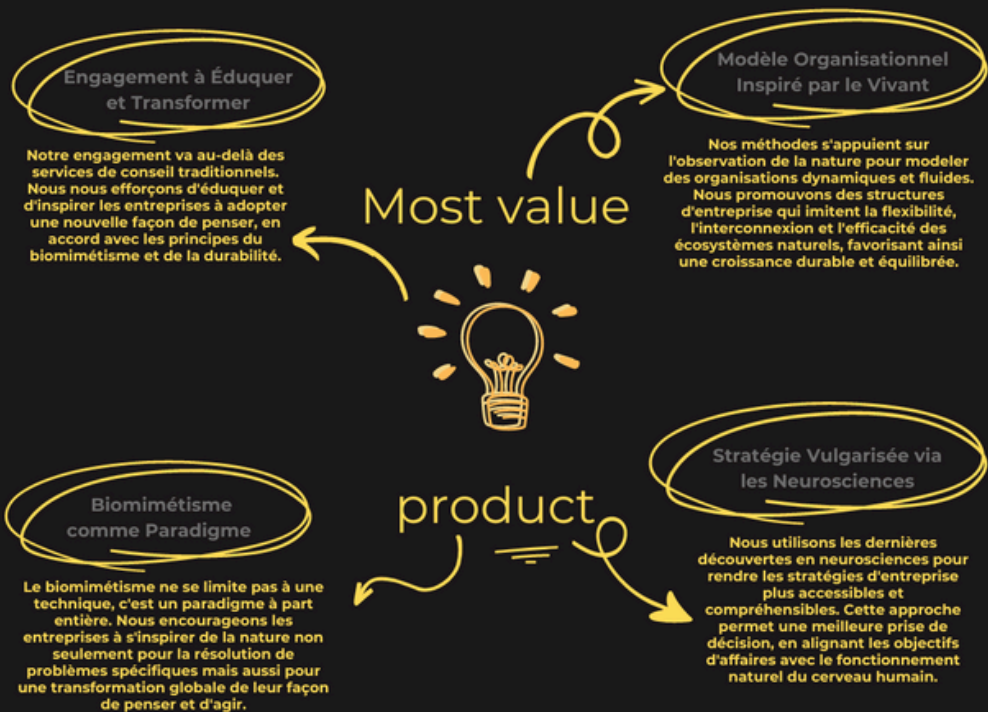 Engagement à Éduquer
et Transformer
Notre engagement va au-delà des
services de conseil traditionnels.
Nous nous efforçons d'éduquer et
d'inspirer les entreprises à adopter
une nouvelle façon de penser, en
accord avec les principes du
biomimétisme et de la durabilité.
Modèle Organisationnel
Inspiré par le Vivant
Nos méthodes s'appuient sur
l'observation de la nature pour modeler
des organisations dynamiques et fluides.
Nous promouvons des structures
d'entreprise qui imitent la flexibilité,
l'interconnexion et l'efficacité des
écosystèmes naturels, favorisant ainsi
une croissance durable et équilibrée.
Most value
product
Biomimétisme
comme Paradigme
Le biomimétisme ne se limite pas à une
technique, c'est un paradigme à part
entière. Nous encourageons les
entreprises à s'inspirer de la nature non
seulement pour la résolution de
problèmes spécifiques mais aussi pour
une transformation globale de leur façon
de penser et d'agir.
Stratégie Vulgarisée via
les Neurosciences
Nous utilisons les dernières
découvertes en neurosciences pour
rendre les stratégies d'entreprise
plus accessibles et
compréhensibles. Cette approche
permet une meilleure prise de
décision, en alignant les objectifs
d'affaires avec le fonctionnement
naturel du cerveau humain.